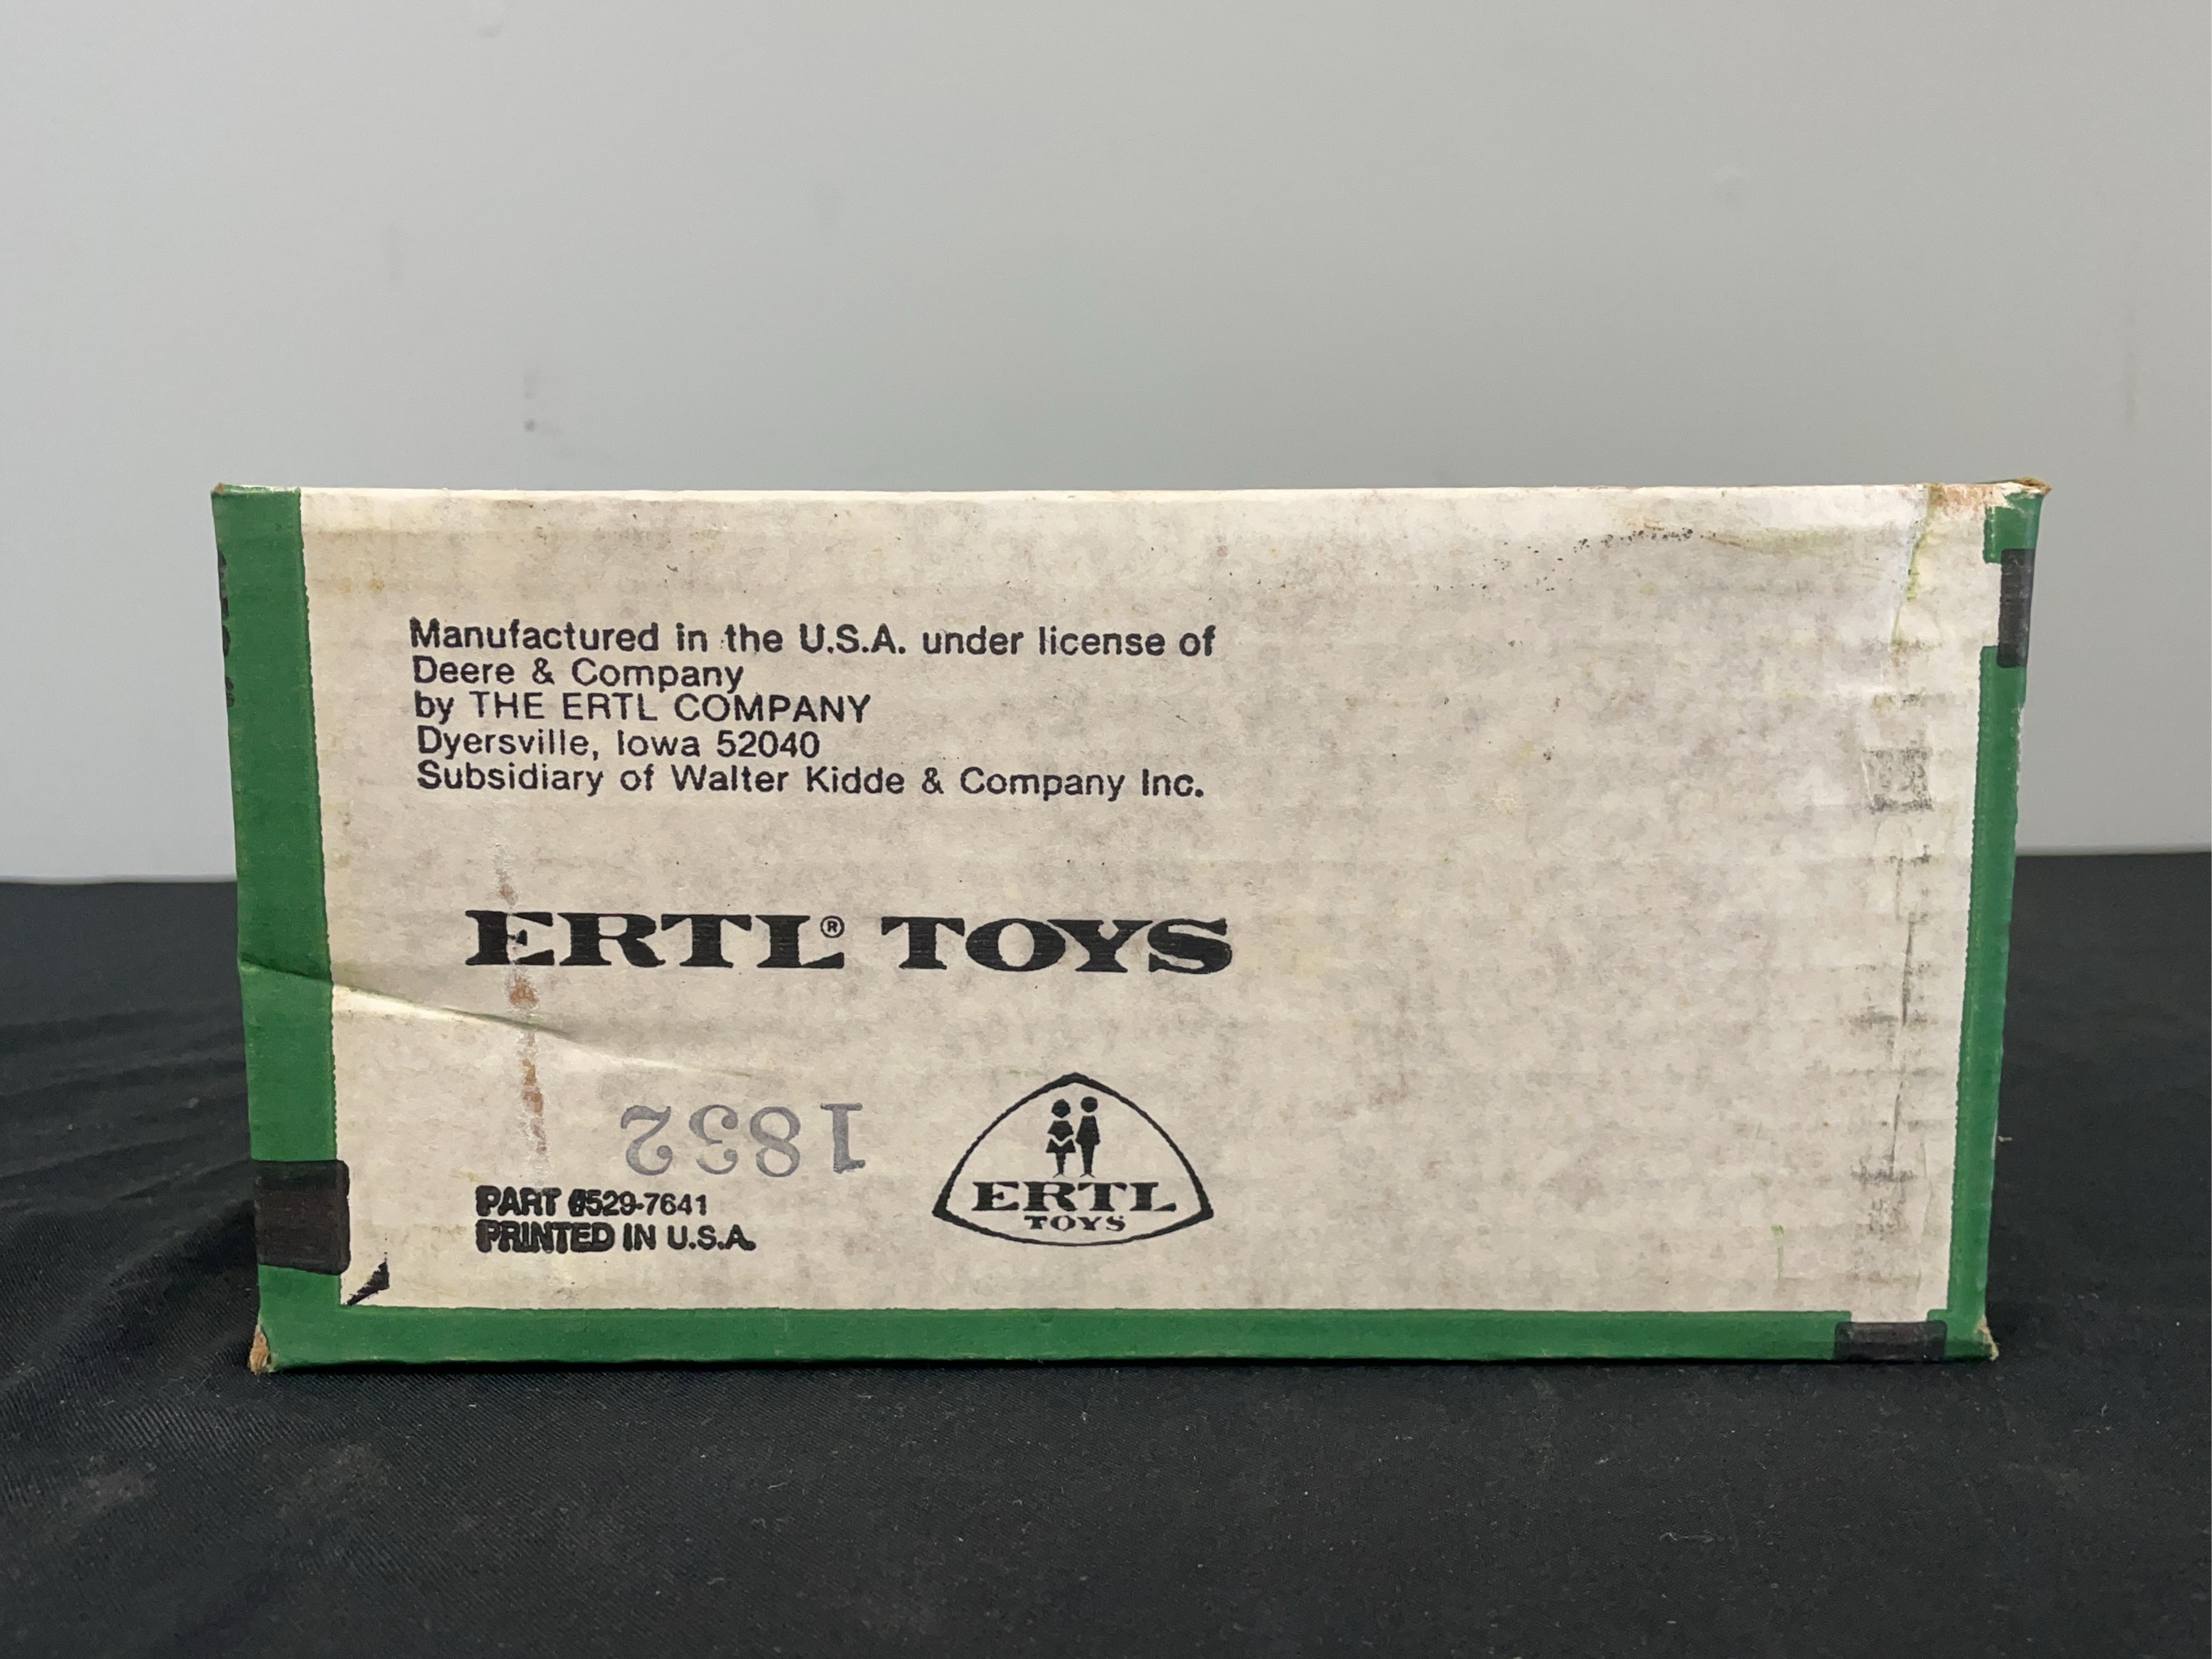 Manufactured in the U.S.A. under license of
Deere & Company
by THE ERTL COMPANY
Dyersville, Iowa 52040
Subsidiary of Walter Kidde & Company Inc.
ERTL® TOYS
1832
PART #529-7641
PRINTED IN U.S.A.
ERTL
TOYS